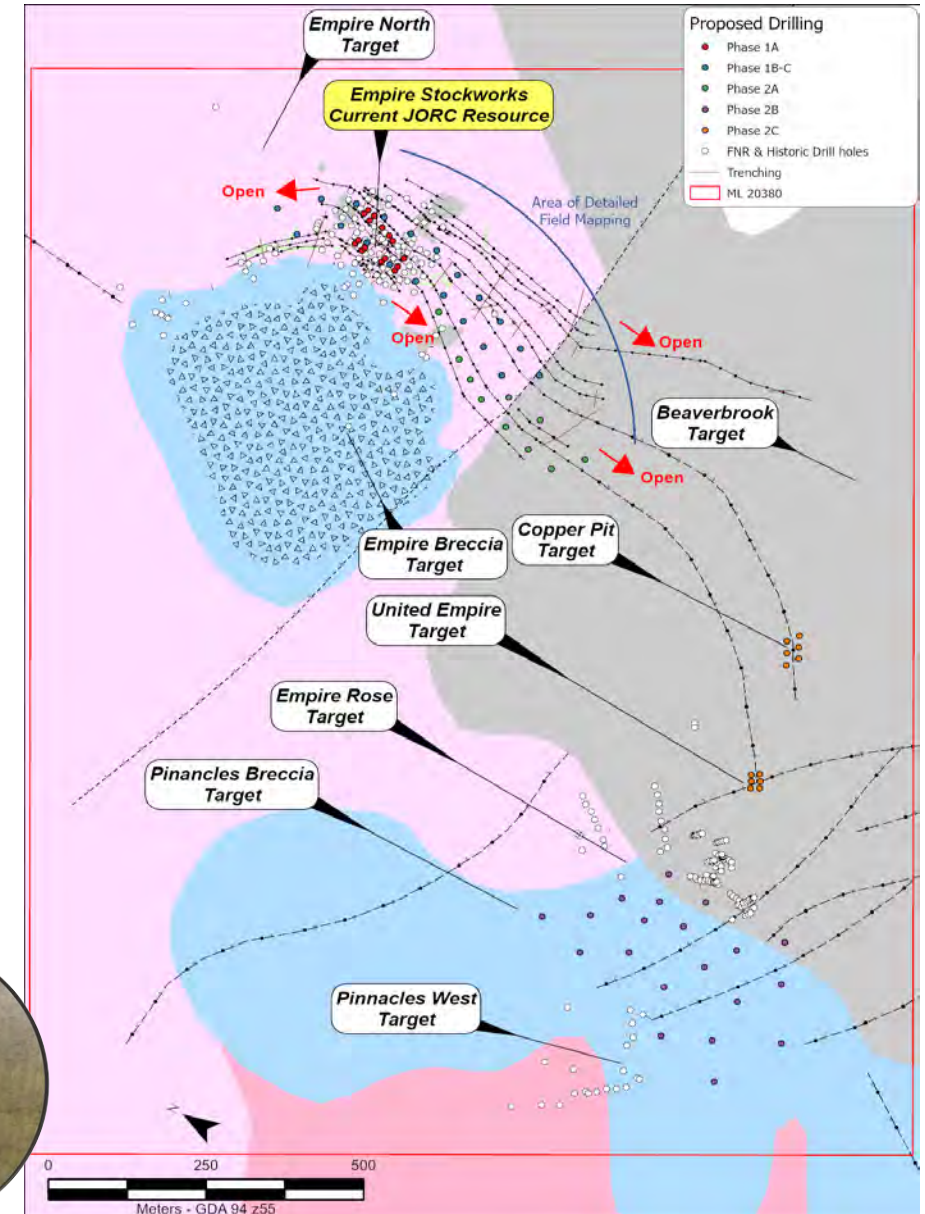 Empire North
Target
Proposed Drilling
Phase 1A
Phase 1B-C
Phase 2A
Phase 2B
Phase 2C
FNR & Historic Drill holes
Trenching
ML 20380
Empire Stockworks
Current JORC Resource
Open
Area of Detailed
Field Mapping
Open
Open
Beaverbrook
Target
Open
Empire Breccia
Target
Copper Pit
Target
United Empire
Target
Empire Rose
Target
Pinancles Breccia
Target
Pinnacles West
Target
N
0 250 500
Meters - GDA 94 z55